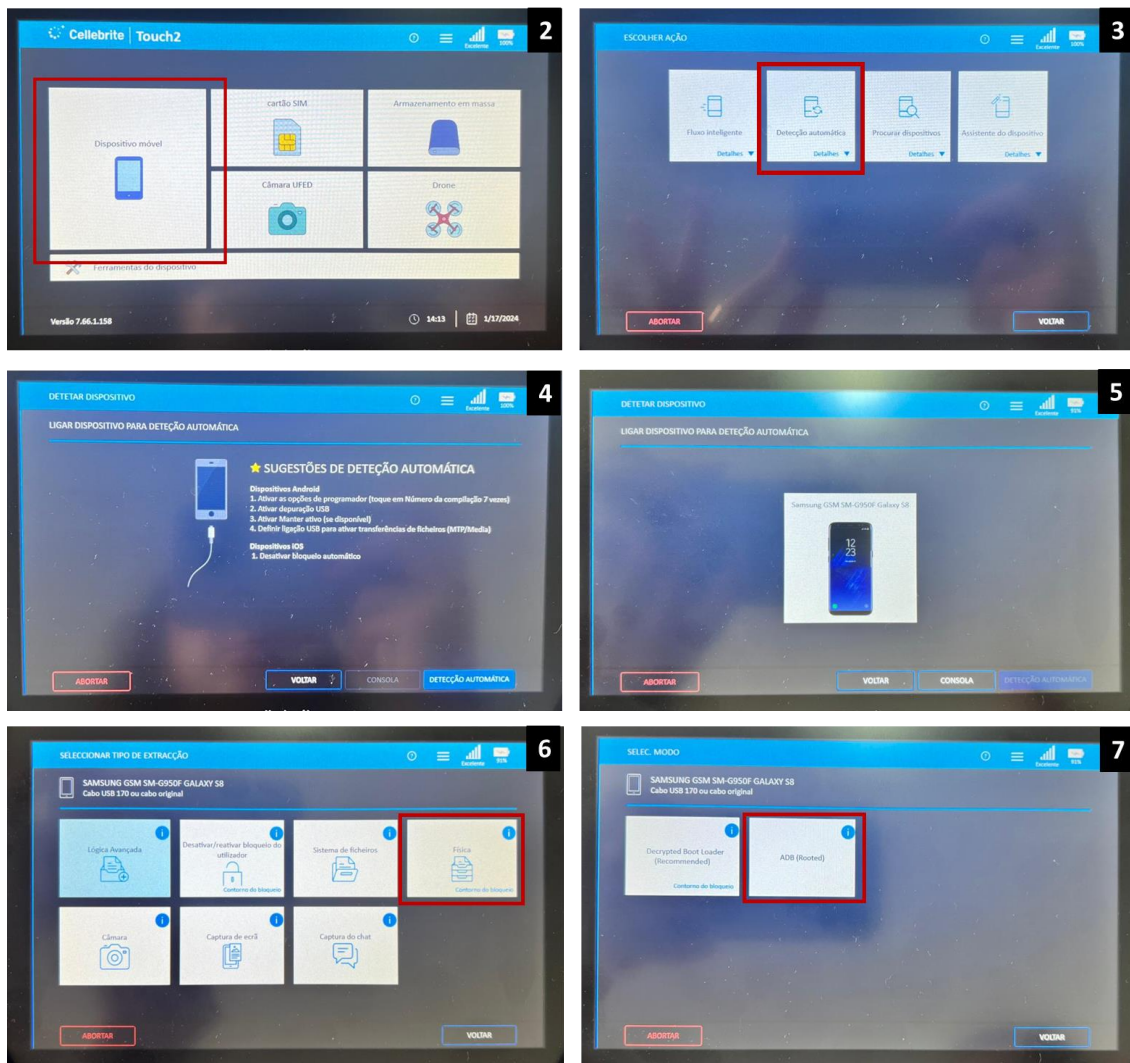 Cellebrite Touch2
Excelente
100%
2
Dispositivo móvel
cartão SIM
Armazenamento em massa
Câmara UFED
Drone
Ferramentas do dispositivo
Versão 7.66.1.158
14:13
1/17/2024
ESCOLHER AÇÃO
Excelente
100%
3
Fluxo inteligente
Detalhes
Detecção automática
Detalhes
Procurar dispositivos
Detalhes
Assistente do dispositivo
Detalhes
ABORTAR
VOLTAR
DETETAR DISPOSITIVO
Excelente
100%
4
LIGAR DISPOSITIVO PARA DETEÇÃO AUTOMÁTICA
SUGESTÕES DE DETEÇÃO AUTOMÁTICA
Dispositivos Android
1. Ativar as opções de programador (toque em Número da compilação 7 vezes)
2. Ativar depuração USB
3. Ativar Manter ativo (se disponível)
4. Definir ligação USB para ativar transferências de ficheiros (MTP/Media)
Dispositivos iOS
1. Desativar bloqueio automático
ABORTAR
VOLTAR
CONSOLA
DETECÇÃO AUTOMÁTICA
DETETAR DISPOSITIVO
Excelente
91%
5
LIGAR DISPOSITIVO PARA DETEÇÃO AUTOMÁTICA
Samsung GSM SM-G950F Galaxy S8
12
23
ABORTAR
VOLTAR
CONSOLA
DETECÇÃO AUTOMÁTICA
SELECCIONAR TIPO DE EXTRACÇÃO
Excelente
91%
6
SAMSUNG GSM SM-G950F GALAXY S8
Cabo USB 170 ou cabo original
Lógica Avançada
Desativar/reativar bloqueio do
utilizador
Contorno do bloqueio
Sistema de ficheiros
Física
Contorno do bloqueio
Câmara
Captura de ecrã
Captura do chat
ABORTAR
VOLTAR
SELEC. MODO
Excelente
91%
7
SAMSUNG GSM SM-G950F GALAXY S8
Cabo USB 170 ou cabo original
Decrypted Boot Loader
(Recommended)
Contorno do bloqueio
ADB (Rooted)
ABORTAR
VOLTAR